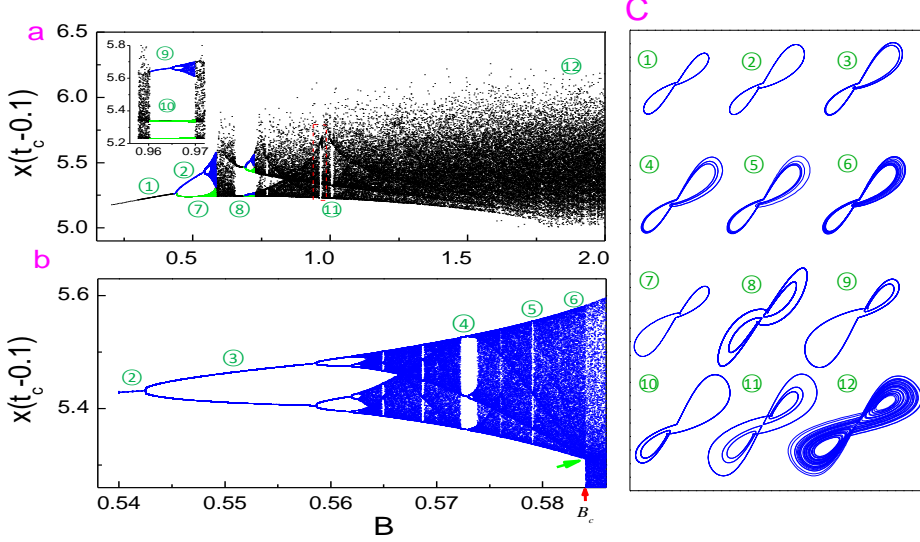 a
x(t_c-0.1)
6.5
6.0
5.5
5.0
5.8
5.6
5.4
5.2
0.96 0.97
⑨
⑩
⑫
① ②
⑦ ⑧ ⑪
0.5 1.0 1.5 2.0
b
x(t_c-0.1)
5.6
5.4
② ③ ④ ⑤ ⑥
0.54 0.55 0.56 0.57 0.58
B
B_c
C
① ② ③
④ ⑤ ⑥
⑦ ⑧ ⑨
⑩ ⑪ ⑫